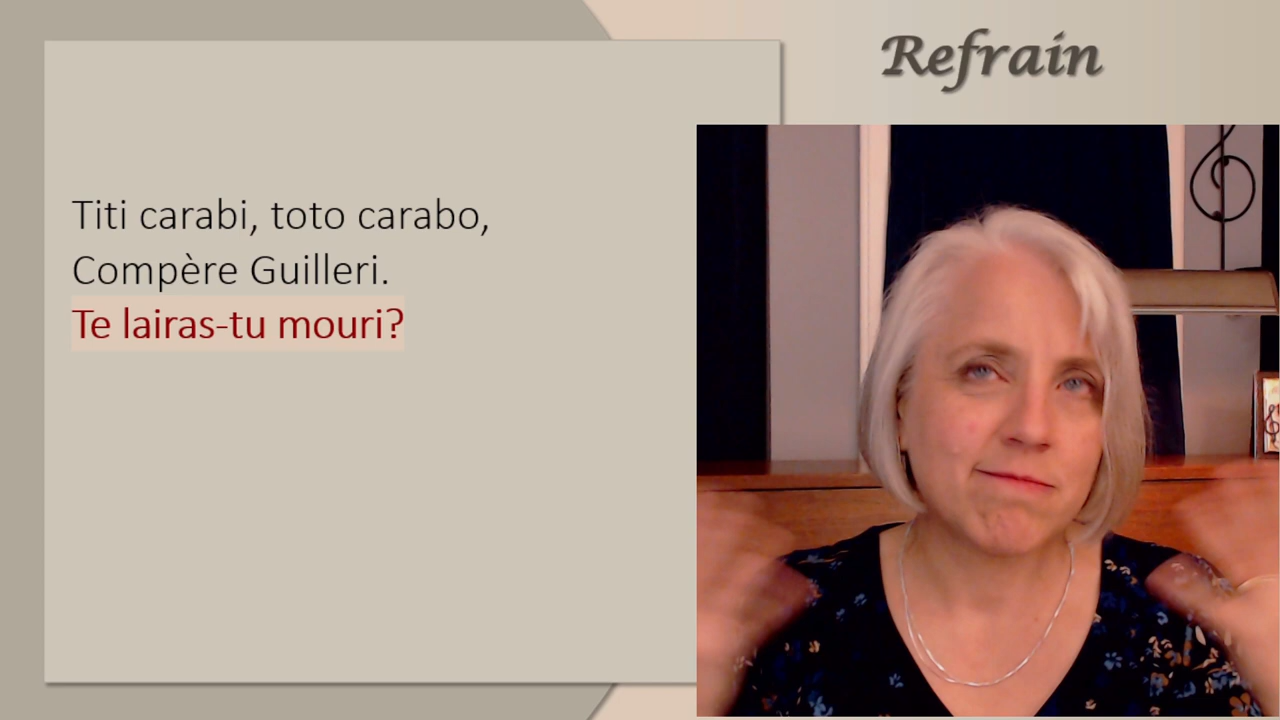 Refrain
Titi carabi, toto carabo,
Compère Guilleri.
Te lairas-tu mouri?